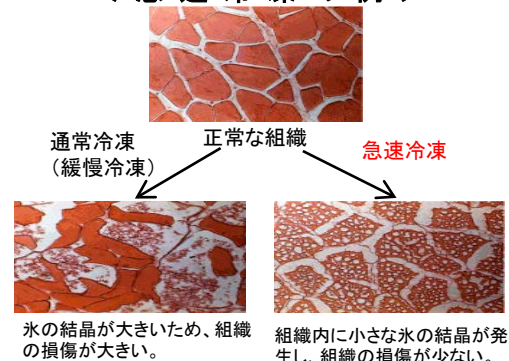 正常な組織
通常冷凍
（緩慢冷凍）
急速冷凍
氷の結晶が大きいため、組織
の損傷が大きい。
組織内に小さな氷の結晶が発
生し、組織の損傷が少ない。